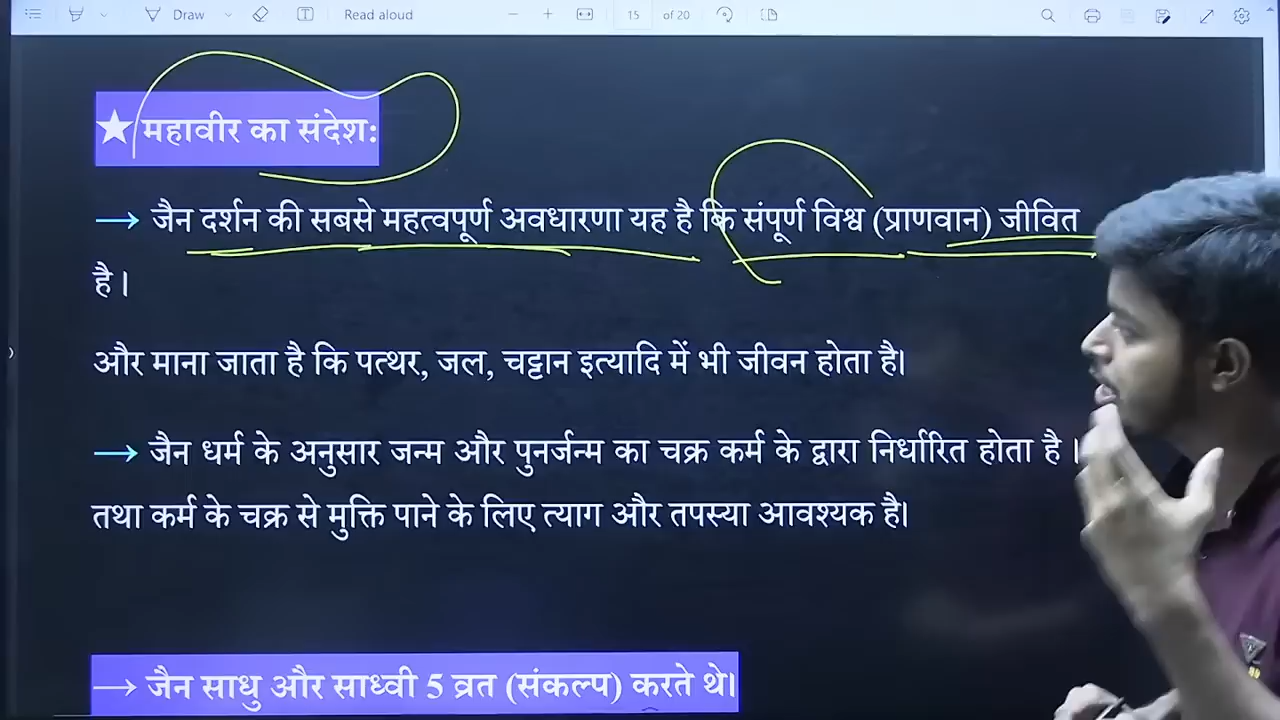 Draw
Read aloud
15 of 20
★ महावीर का संदेश:
→ जैन दर्शन की सबसे महत्वपूर्ण अवधारणा यह है कि संपूर्ण विश्व (प्राणवान) जीवित
है।
और माना जाता है कि पत्थर, जल, चट्टान इत्यादि में भी जीवन होता है।
→ जैन धर्म के अनुसार जन्म और पुनर्जन्म का चक्र कर्म के द्वारा निर्धारित होता है ।
तथा कर्म के चक्र से मुक्ति पाने के लिए त्याग और तपस्या आवश्यक है।
→ जैन साधु और साध्वी 5 व्रत (संकल्प) करते थे।